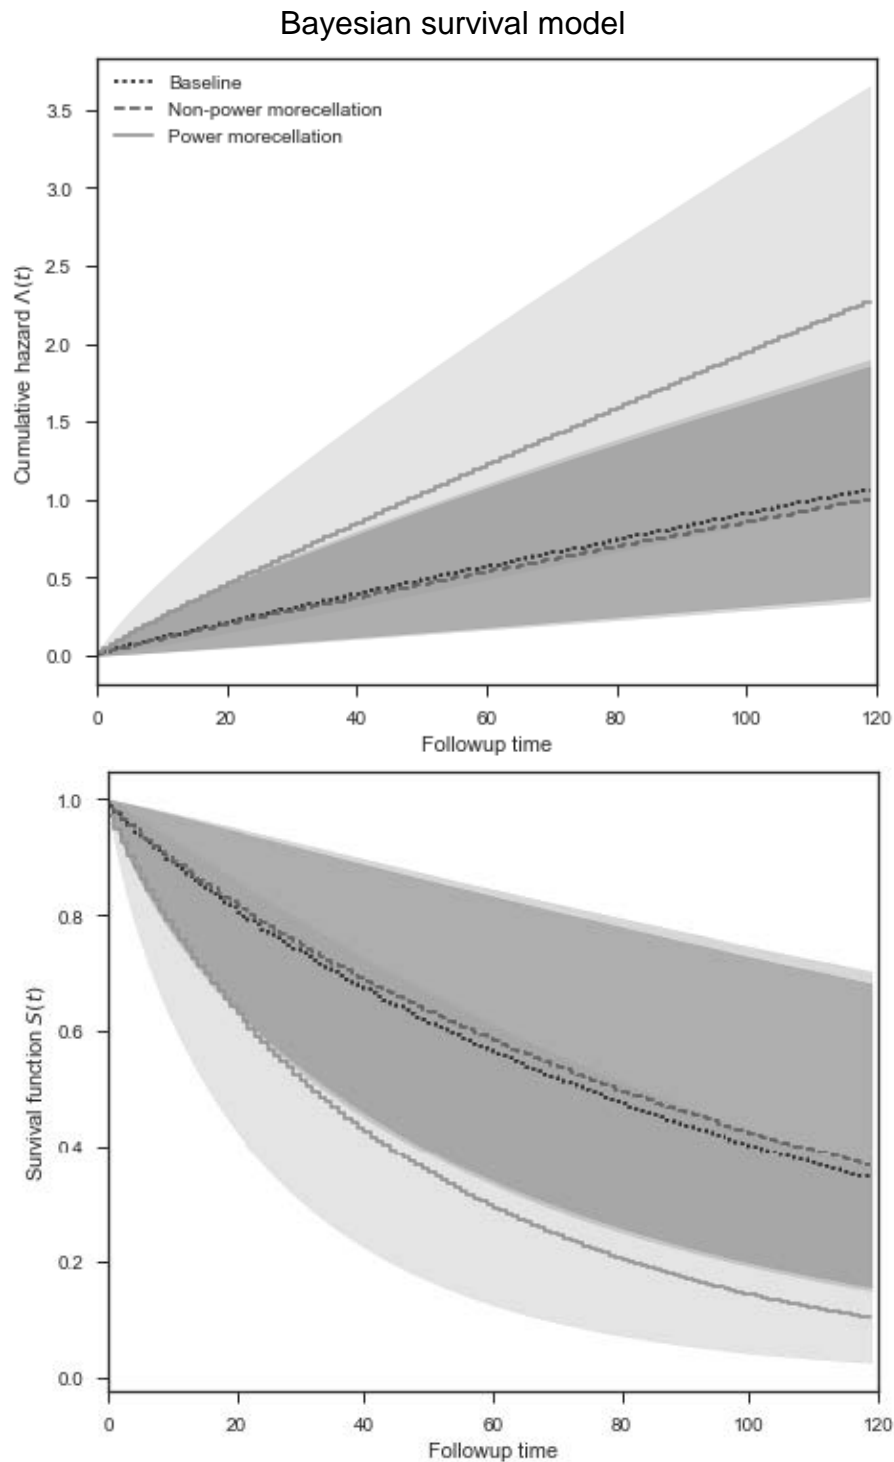 Bayesian survival model
Baseline
Non-power morecellation
Power morecellation
3.5
3.0
2.5
2.0
1.5
1.0
0.5
0.0
Cumulative hazard Λ(t)
0 20 40 60 80 100 120
Followup time
1.0
0.8
0.6
0.4
0.2
0.0
Survival function S(t)
0 20 40 60 80 100 120
Followup time